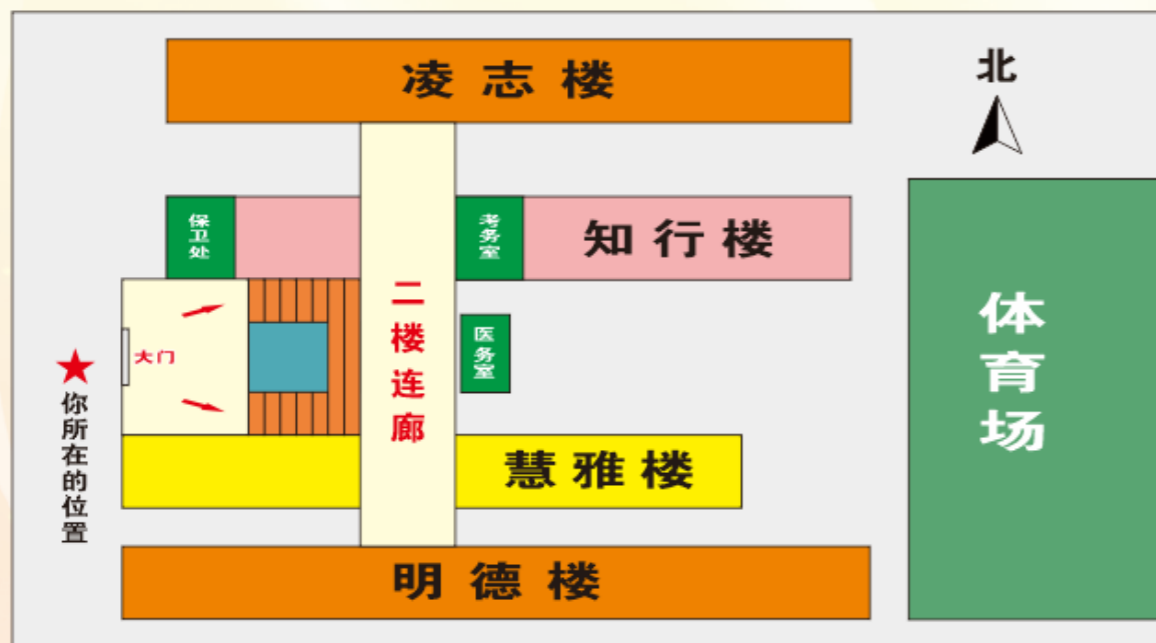 凌志楼
北
保卫处
考务室
知行楼
二楼连廊
体育场
大门
医务室
你所在的位置
慧雅楼
明德楼